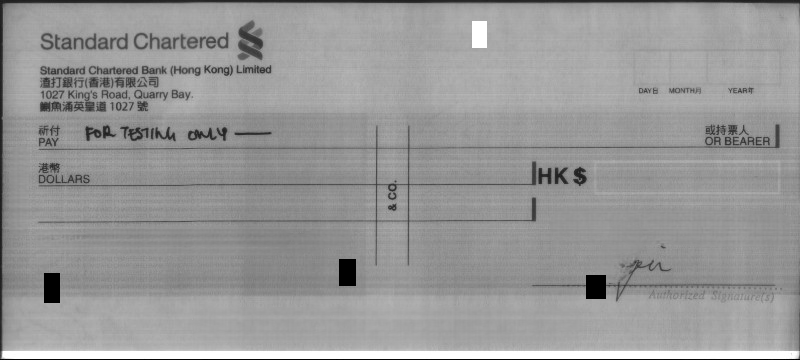 Standard Chartered
Standard Chartered Bank (Hong Kong) Limited
渣打銀行(香港)有限公司
1027 King's Road, Quarry Bay.
鰂魚涌英皇道 1027 號
DAY日 MONTH月 YEAR年
祈付
PAY
FOR TESTING ONLY
或持票人
OR BEARER
港幣
DOLLARS
HK $
& CO.
Authorized Signature(s)